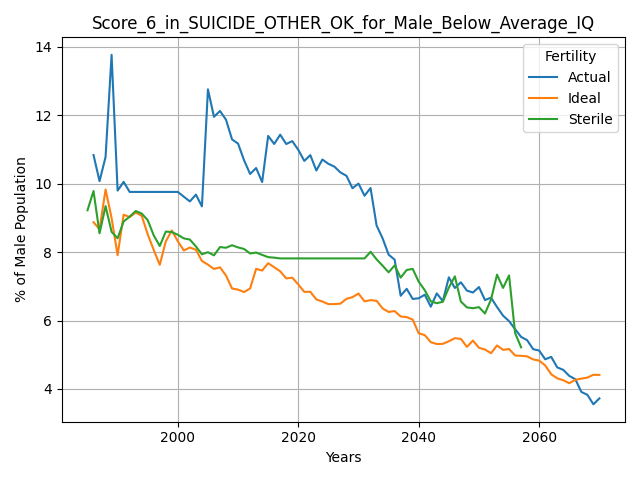 Score_6_in_SUICIDE_OTHER_OK_for_Male_Below_Average_IQ
% of Male Population
14
12
10
8
6
4
Fertility
Actual
Ideal
Sterile
2000
2020
2040
2060
Years